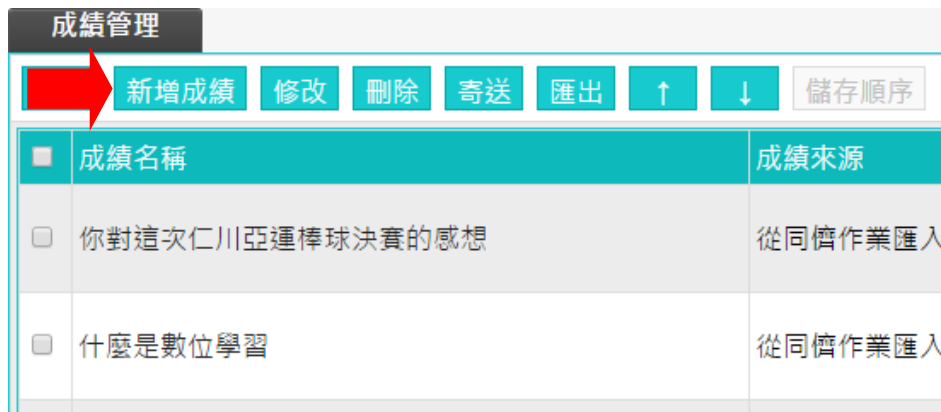 成績管理
新增成績 修改 刪除 寄送 匯出 ↑ ↓ 儲存順序
成績名稱 成績來源
你對這次仁川亞運棒球決賽的感想 從同儕作業匯入
什麼是數位學習 從同儕作業匯入